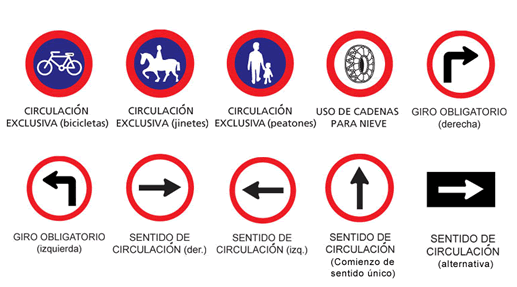 CIRCULACIÓN
EXCLUSIVA (bicicletas)
CIRCULACIÓN
EXCLUSIVA (jinetes)
CIRCULACIÓN
EXCLUSIVA (peatones)
USO DE CADENAS
PARA NIEVE
GIRO OBLIGATORIO
(derecha)
GIRO OBLIGATORIO
(izquierda)
SENTIDO DE
CIRCULACIÓN (der.)
SENTIDO DE
CIRCULACIÓN (izq.)
SENTIDO DE
CIRCULACIÓN
(Comienzo de
sentido único)
SENTIDO DE
CIRCULACIÓN
(alternativa)